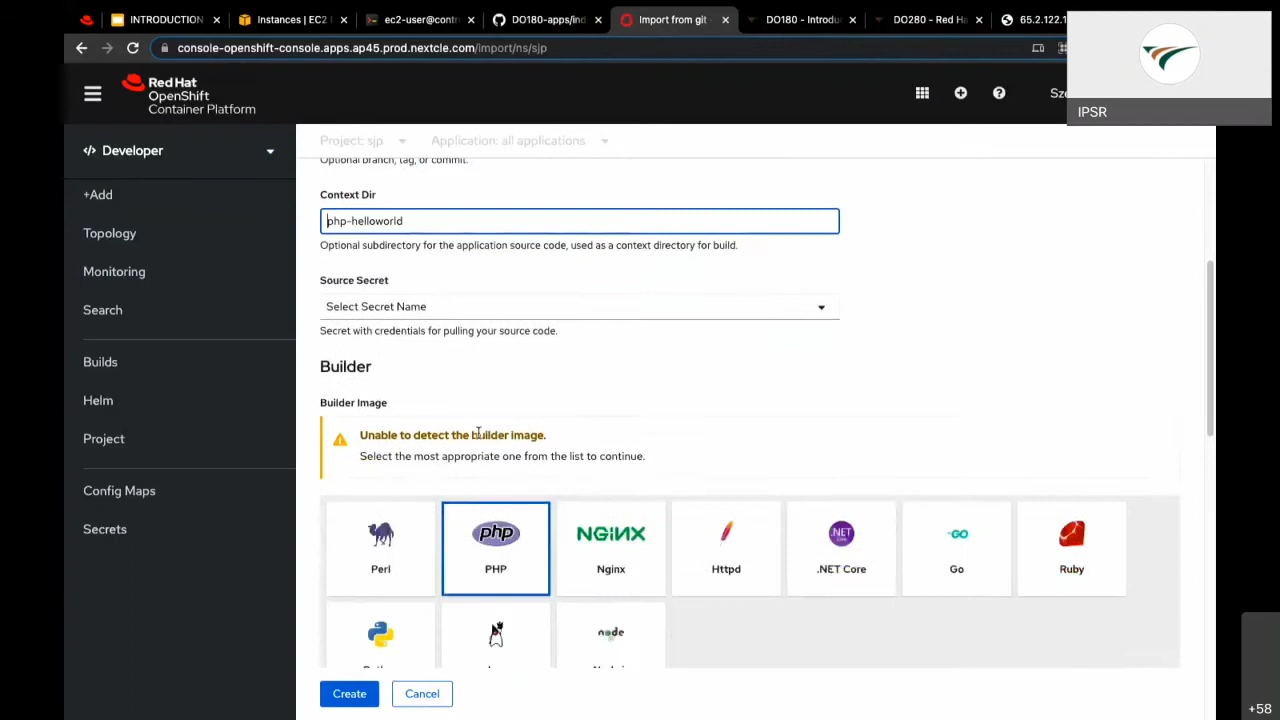 INTRODUCTION
Instances | EC2
ec2-user@contr
DO180-apps/ind
Import from git
DO180 - Introdu
DO280 - Red Ha
65.2.122.1
console-openshift-console.apps.ap45.prod.nextcle.com/import/ns/sjp
IPSR
Red Hat
OpenShift
Container Platform
Sze
</> Developer
+Add
Topology
Monitoring
Search
Builds
Helm
Project
Config Maps
Secrets
Project: sjp
Application: all applications
Optional branch, tag, or commit.
Context Dir
php-helloworld
Optional subdirectory for the application source code, used as a context directory for build.
Source Secret
Select Secret Name
Secret with credentials for pulling your source code.
Builder
Builder Image
Unable to detect the builder image.
Select the most appropriate one from the list to continue.
php
NGINX
.NET
Core
GO
Perl
PHP
Nginx
Httpd
.NET Core
Go
Ruby
node
Create
Cancel
+58